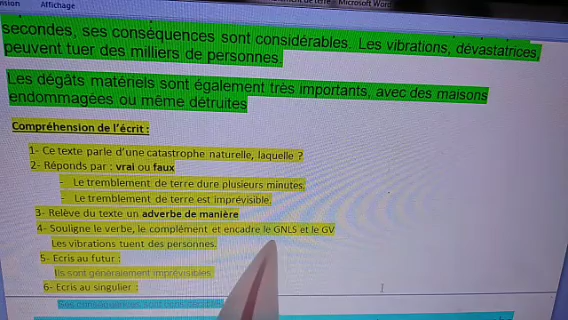 Affichage
Microsoft Word
secondes, ses conséquences sont considérables. Les vibrations, dévastatrices,
peuvent tuer des milliers de personnes.
Les dégâts matériels sont également très importants, avec des maisons
endommagées ou même détruites
Compréhension de l'écrit :
1- Ce texte parle d'une catastrophe naturelle, laquelle ?
2- Réponds par : vrai ou faux
- Le tremblement de terre dure plusieurs minutes.
- Le tremblement de terre est imprévisible.
3- Relève du texte un adverbe de manière
4- Souligne le verbe, le complément et encadre le GNLS et le GV
Les vibrations tuent des personnes.
5- Ecris au futur :
Ils sont généralement imprévisibles.
6- Ecris au singulier :
Ses conséquences sont